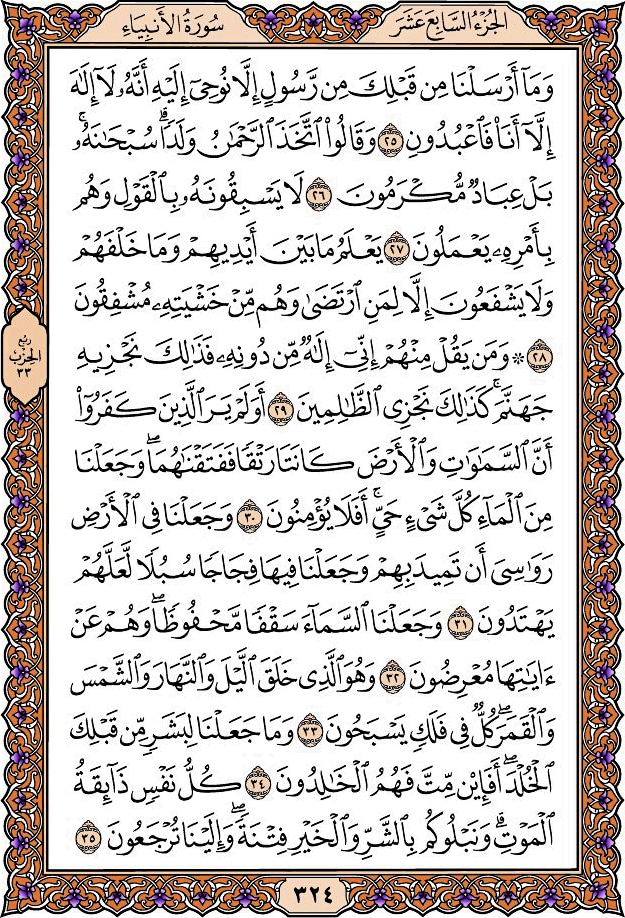 سُورَةُ الأَنبِيَاءِ
الجُزْءُ السَّابِعَ عَشَرَ
وَمَآ أَرْسَلْنَا مِن قَبْلِكَ مِن رَّسُولٍ إِلَّا نُوحِىٓ إِلَيْهِ أَنَّهُۥ لَآ إِلَٰهَ
إِلَّآ أَنَا۠ فَٱعْبُدُونِ ٢٥ وَقَالُوا۟ ٱتَّخَذَ ٱلرَّحْمَٰنُ وَلَدًا ۗ سُبْحَٰنَهُۥ ۚ
بَلْ عِبَادٌ مُّكْرَمُونَ ٢٦ لَا يَسْبِقُونَهُۥ بِٱلْقَوْلِ وَهُم
بِأَمْرِهِۦ يَعْمَلُونَ ٢٧ يَعْلَمُ مَا بَيْنَ أَيْدِيهِمْ وَمَا خَلْفَهُمْ
وَلَا يَشْفَعُونَ إِلَّا لِمَنِ ٱرْتَضَىٰ وَهُم مِّنْ خَشْيَتِهِۦ مُشْفِقُونَ
٢٨ ۞ وَمَن يَقُلْ مِنْهُمْ إِنِّىٓ إِلَٰهٌ مِّن دُونِهِۦ فَذَٰلِكَ نَجْزِيهِ
جَهَنَّمَ ۚ كَذَٰلِكَ نَجْزِى ٱلظَّٰلِمِينَ ٢٩ أَوَلَمْ يَرَ ٱلَّذِينَ كَفَرُوٓا۟
أَنَّ ٱلسَّمَٰوَٰتِ وَٱلْأَرْضَ كَانَتَا رَتْقًا فَفَتَقْنَٰهُمَا ۖ وَجَعَلْنَا
مِنَ ٱلْمَآءِ كُلَّ شَىْءٍ حَىٍّ ۚ أَفَلَا يُؤْمِنُونَ ٣٠ وَجَعَلْنَا فِى ٱلْأَرْضِ
رَوَٰسِىَ أَن تَمِيدَ بِهِمْ وَجَعَلْنَا فِيهَا فِجَاجًا سُبُلًا لَّعَلَّهُمْ
يَهْتَدُونَ ٣١ وَجَعَلْنَا ٱلسَّمَآءَ سَقْفًا مَّحْفُوظًا ۖ وَهُمْ عَنْ
ءَايَٰتِهَا مُعْرِضُونَ ٣٢ وَهُوَ ٱلَّذِى خَلَقَ ٱلَّيْلَ وَٱلنَّهَارَ وَٱلشَّمْسَ
وَٱلْقَمَرَ ۖ كُلٌّ فِى فَلَكٍ يَسْبَحُونَ ٣٣ وَمَا جَعَلْنَا لِبَشَرٍ مِّن قَبْلِكَ
ٱلْخُلْدَ ۖ أَفَإِي۟ن مِّتَّ فَهُمُ ٱلْخَٰلِدُونَ ٣٤ كُلُّ نَفْسٍ ذَآئِقَةُ
ٱلْمَوْتِ ۗ وَنَبْلُوكُم بِٱلشَّرِّ وَٱلْخَيْرِ فِتْنَةً ۖ وَإِلَيْنَا تُرْجَعُونَ ٣٥
ربع
الحزب
٣٣
٣٢٤